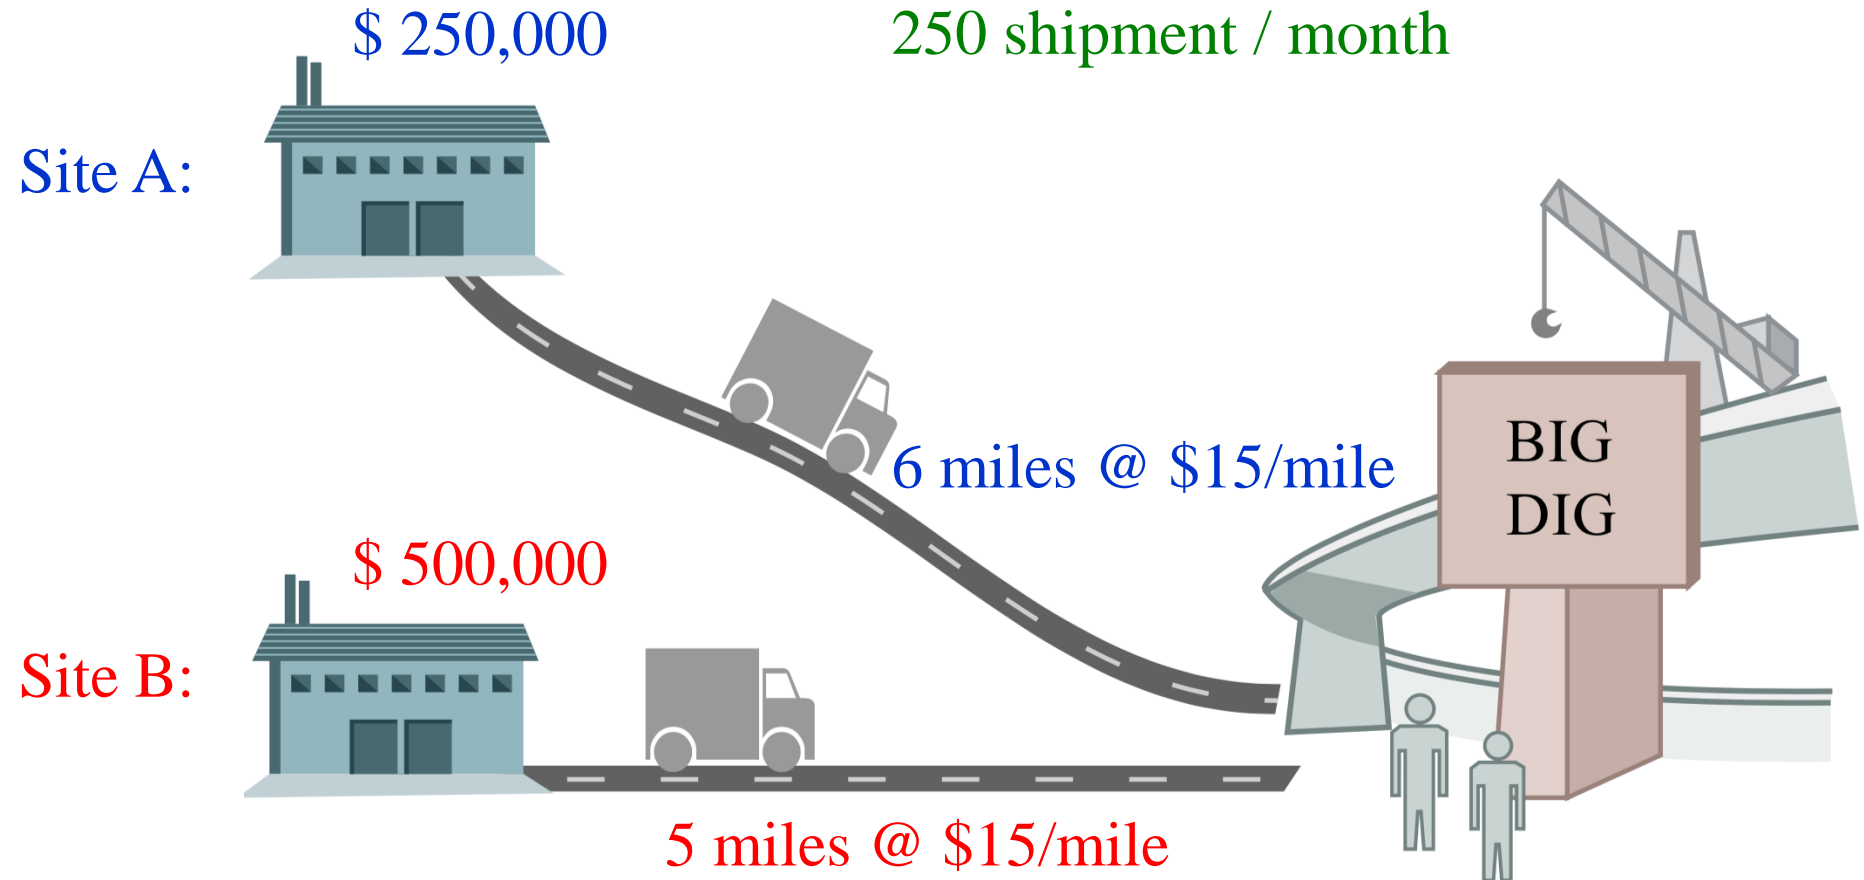 $ 250,000
250 shipment / month
Site A:
6 miles @ $15/mile
BIG
DIG
$ 500,000
Site B:
5 miles @ $15/mile